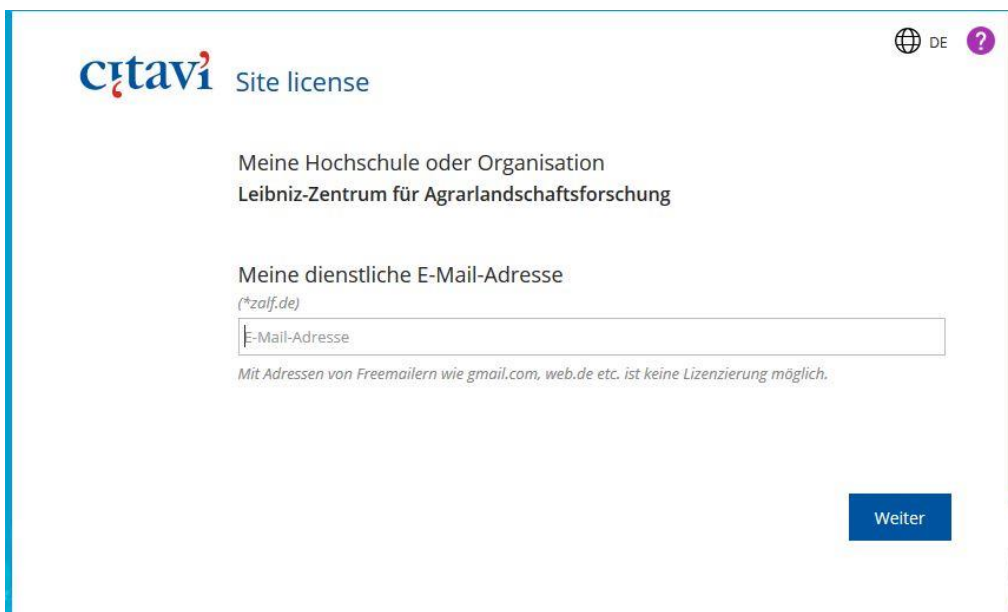 DE ?
citavi Site license
Meine Hochschule oder Organisation
Leibniz-Zentrum für Agrarlandschaftsforschung
Meine dienstliche E-Mail-Adresse
(*zalf.de)
E-Mail-Adresse
Mit Adressen von Freemailern wie gmail.com, web.de etc. ist keine Lizenzierung möglich.
Weiter